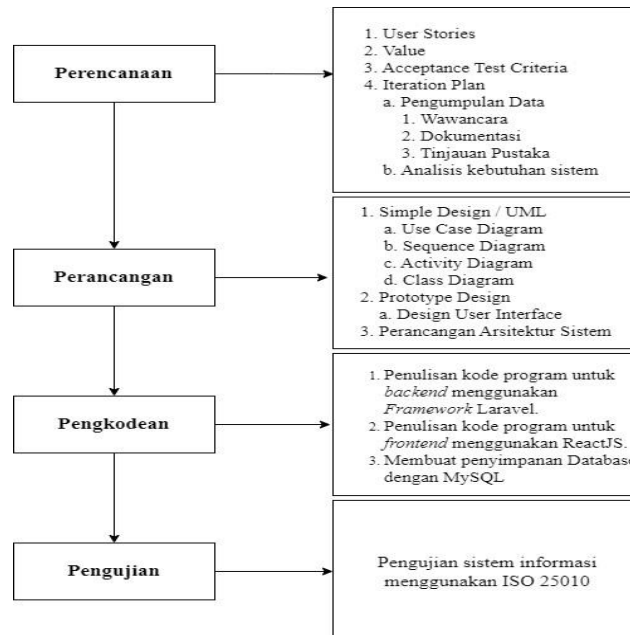 Perencanaan
1. User Stories
2. Value
3. Acceptance Test Criteria
4. Iteration Plan
a. Pengumpulan Data
1. Wawancara
2. Dokumentasi
3. Tinjauan Pustaka
b. Analisis kebutuhan sistem
Perancangan
1. Simple Design / UML
a. Use Case Diagram
b. Sequence Diagram
c. Activity Diagram
d. Class Diagram
2. Prototype Design
a. Design User Interface
3. Perancangan Arsitektur Sistem
Pengkodean
1. Penulisan kode program untuk
backend menggunakan
Framework Laravel.
2. Penulisan kode program untuk
frontend menggunakan ReactJS.
3. Membuat penyimpanan Database
dengan MySQL
Pengujian
Pengujian sistem informasi
menggunakan ISO 25010